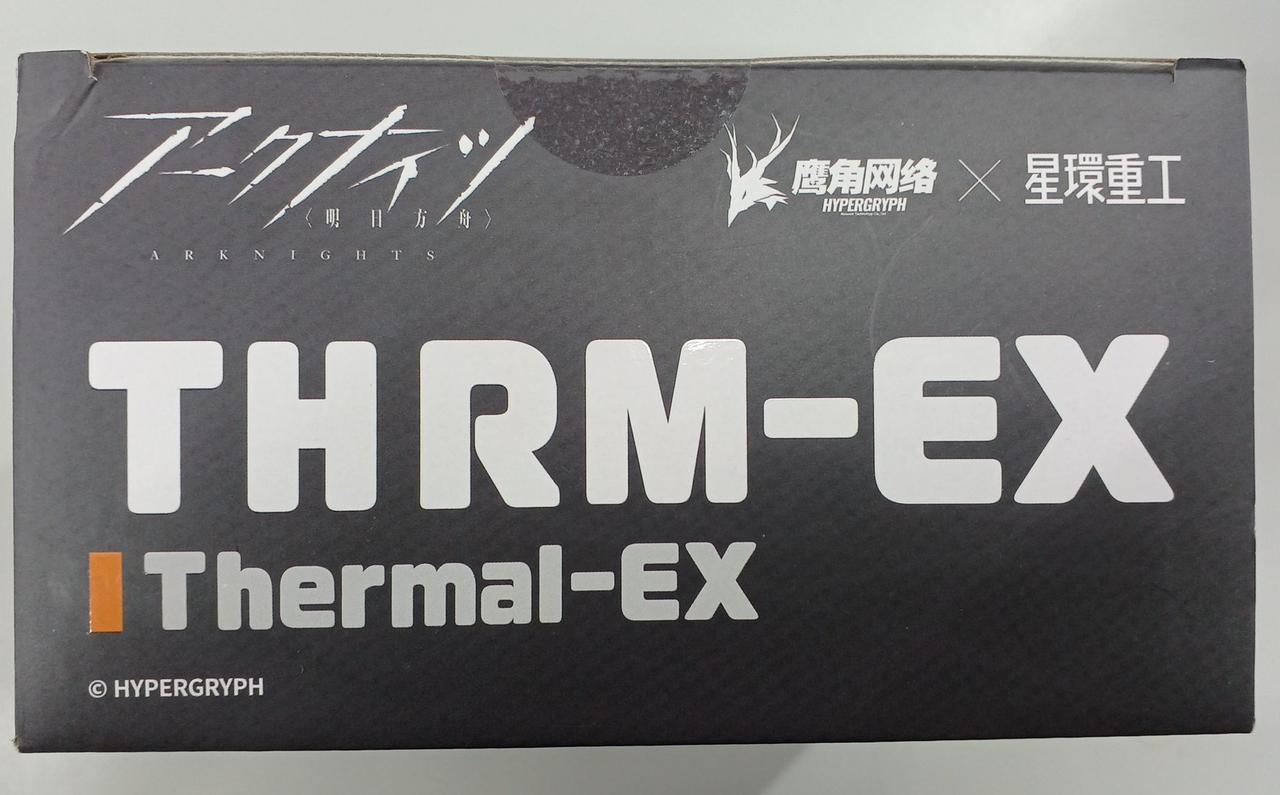 アークナイツ
〈明日方舟〉
ARKNIGHTS
鹰角网络
HYPERGRYPH
星環重工
THRM-EX
Thermal-EX
© HYPERGRYPH